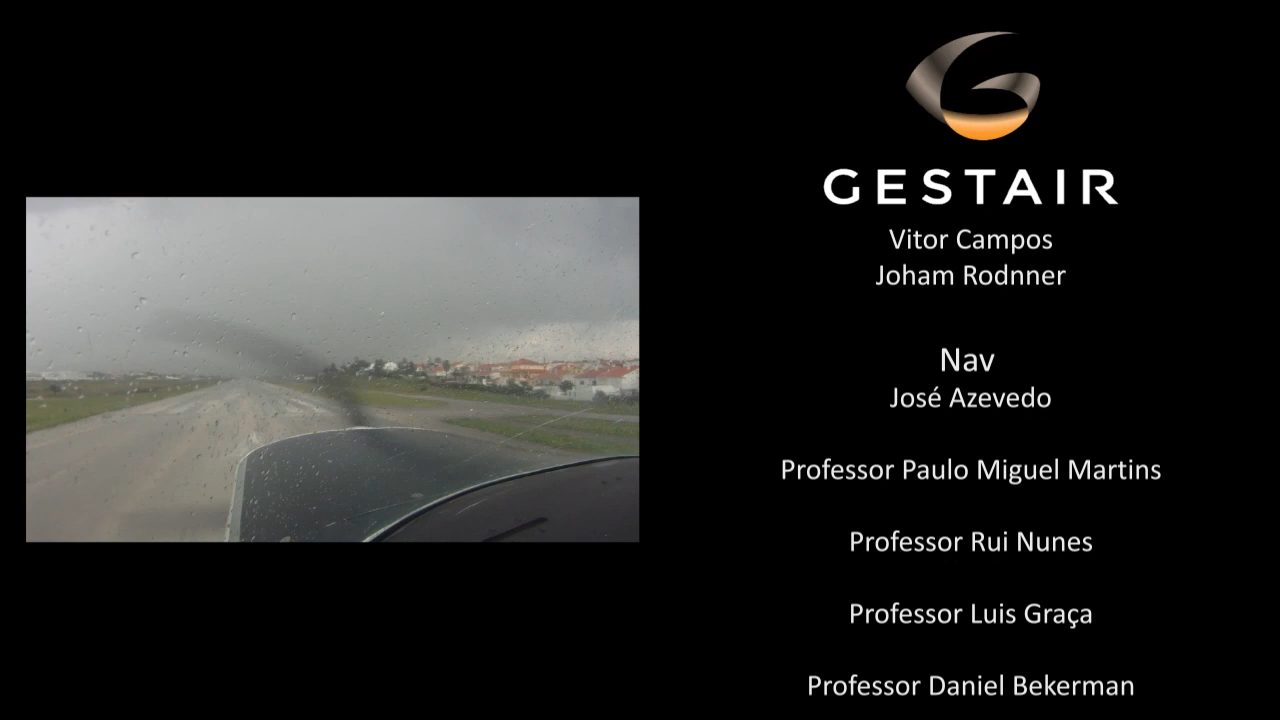 GESTAIR
Vitor Campos
Joham Rodnner
Nav
José Azevedo
Professor Paulo Miguel Martins
Professor Rui Nunes
Professor Luis Graça
Professor Daniel Bekerman